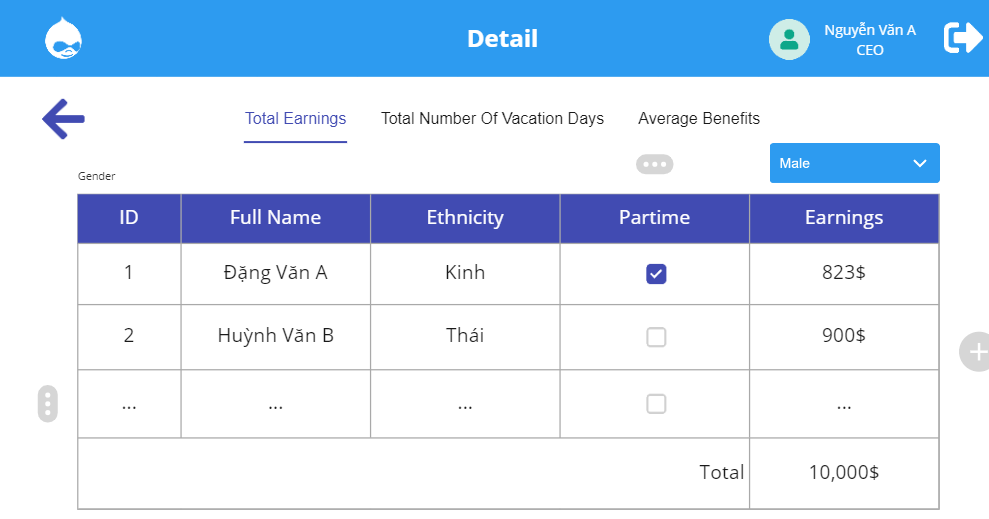 Detail
Nguyễn Văn A
CEO
Total Earnings
Total Number Of Vacation Days
Average Benefits
Male
Gender
ID Full Name Ethnicity Partime Earnings
1 Đặng Văn A Kinh 823$
2 Huỳnh Văn B Thái 900$
... ... ... ...
Total 10,000$